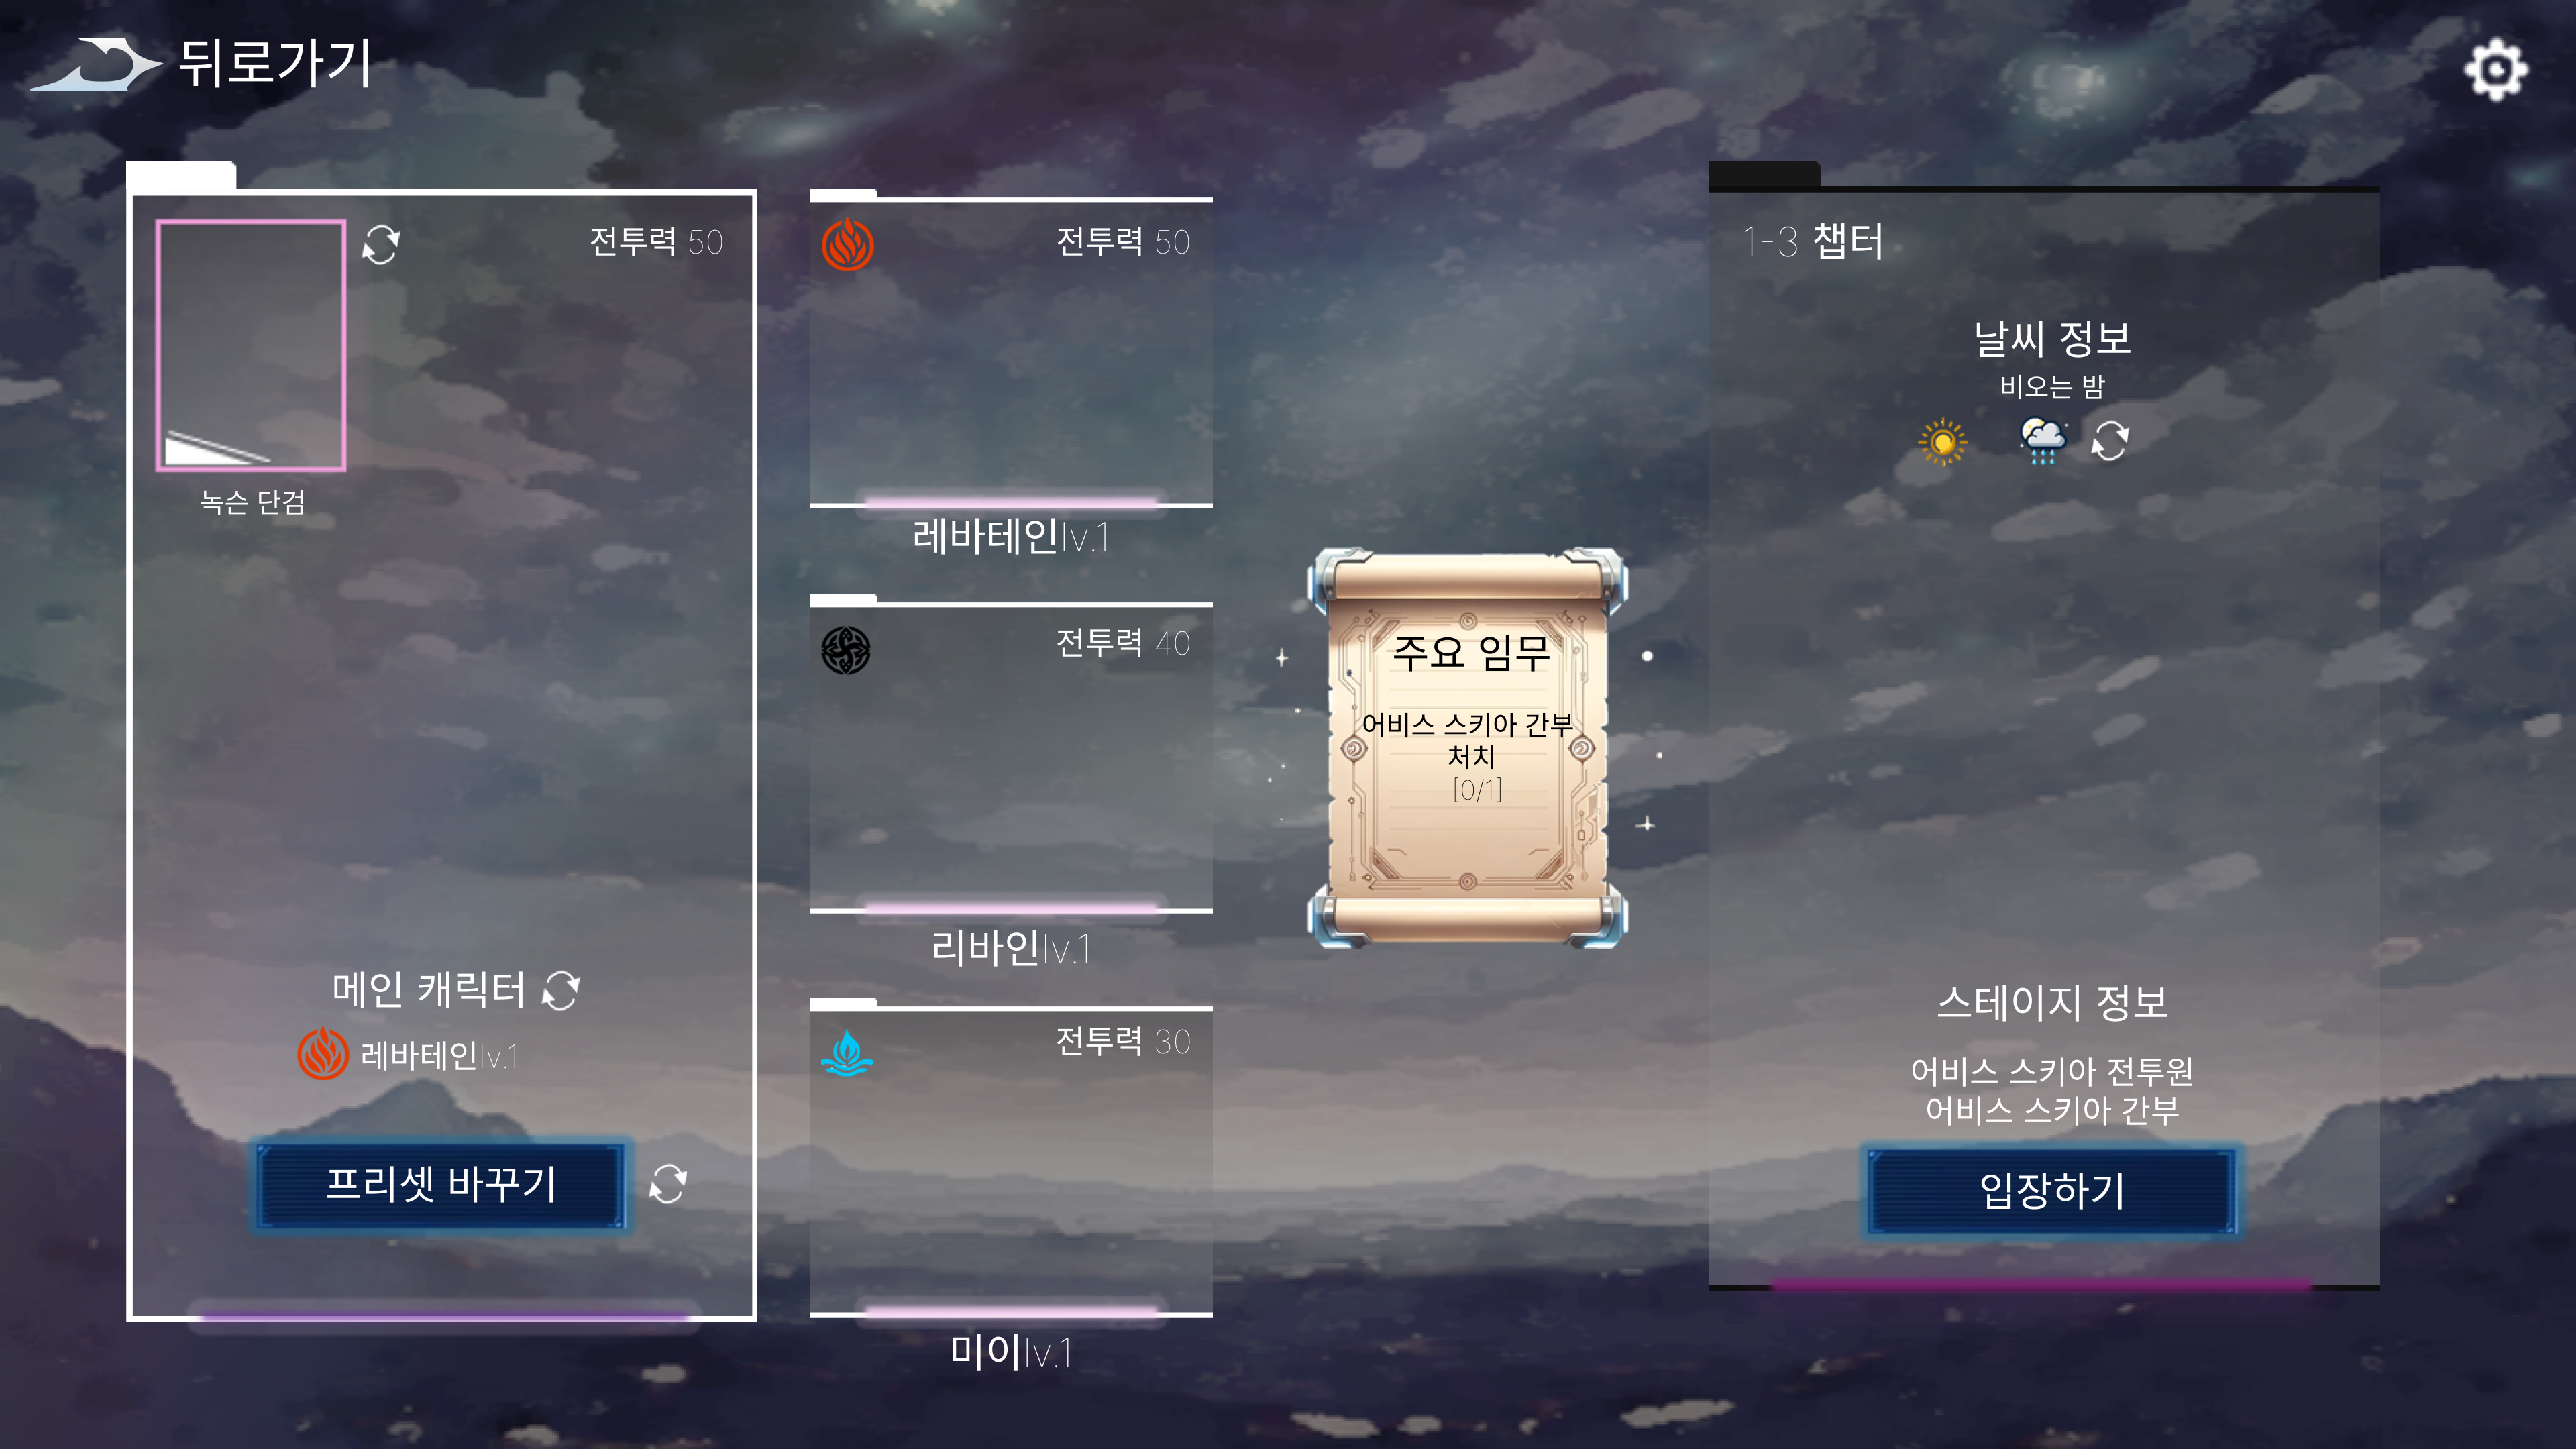 뒤로가기
전투력 50
녹슨 단검
메인 캐릭터
레바테인lv.1
프리셋 바꾸기
전투력 50
레바테인lv.1
전투력 40
리바인lv.1
전투력 30
미이lv.1
주요 임무
어비스 스키아 간부
처치
-[0/1]
1-3 챕터
날씨 정보
비오는 밤
스테이지 정보
어비스 스키아 전투원
어비스 스키아 간부
입장하기